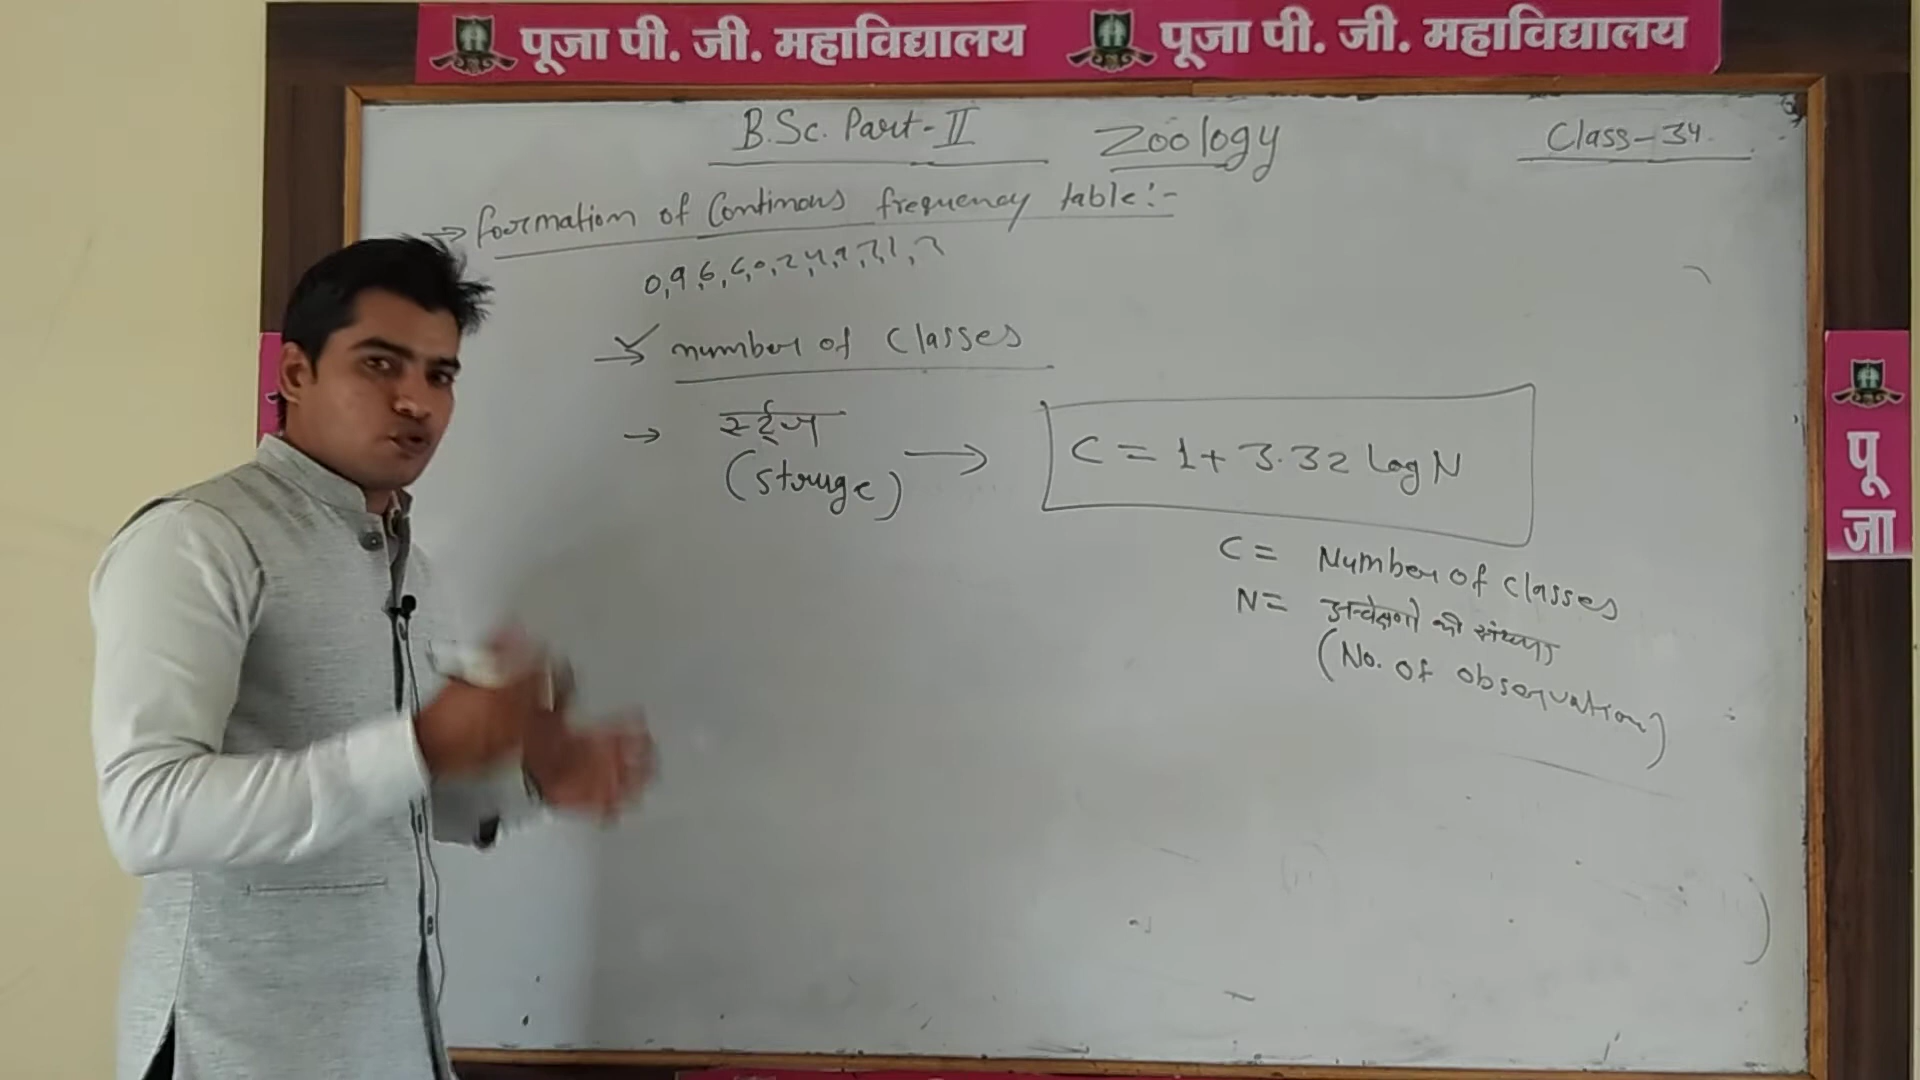 पूजा पी. जी. महाविद्यालय पूजा पी. जी. महाविद्यालय
B.Sc. Part-II Zoology Class-34
→ formation of Continous frequency table:-
→ number of classes
→ स्टूर्ज
(sturge) → C = 1+ 3.32 log N
C = Number of classes
N = अन्वेक्षणो की संख्या
(No. of observation)
पू
जा